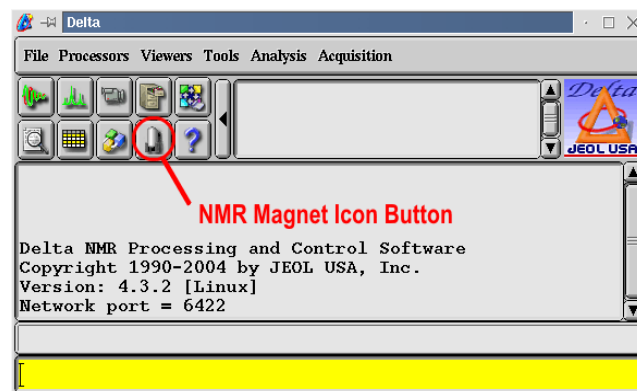 Delta
File Processors Viewers Tools Analysis Acquisition
Delta
JEOL USA
?
NMR Magnet Icon Button
Delta NMR Processing and Control Software
Copyright 1990-2004 by JEOL USA, Inc.
Version: 4.3.2 [Linux]
Network port = 6422